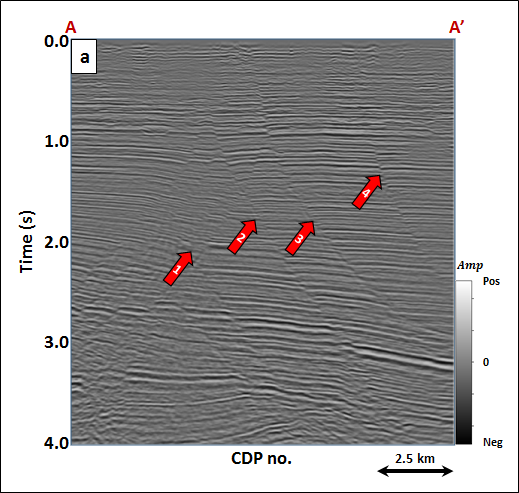 A A’
a
0.0
1.0
2.0
3.0
4.0
Time (s)
1
2
3
4
Amp
Pos
0
Neg
CDP no.
2.5 km